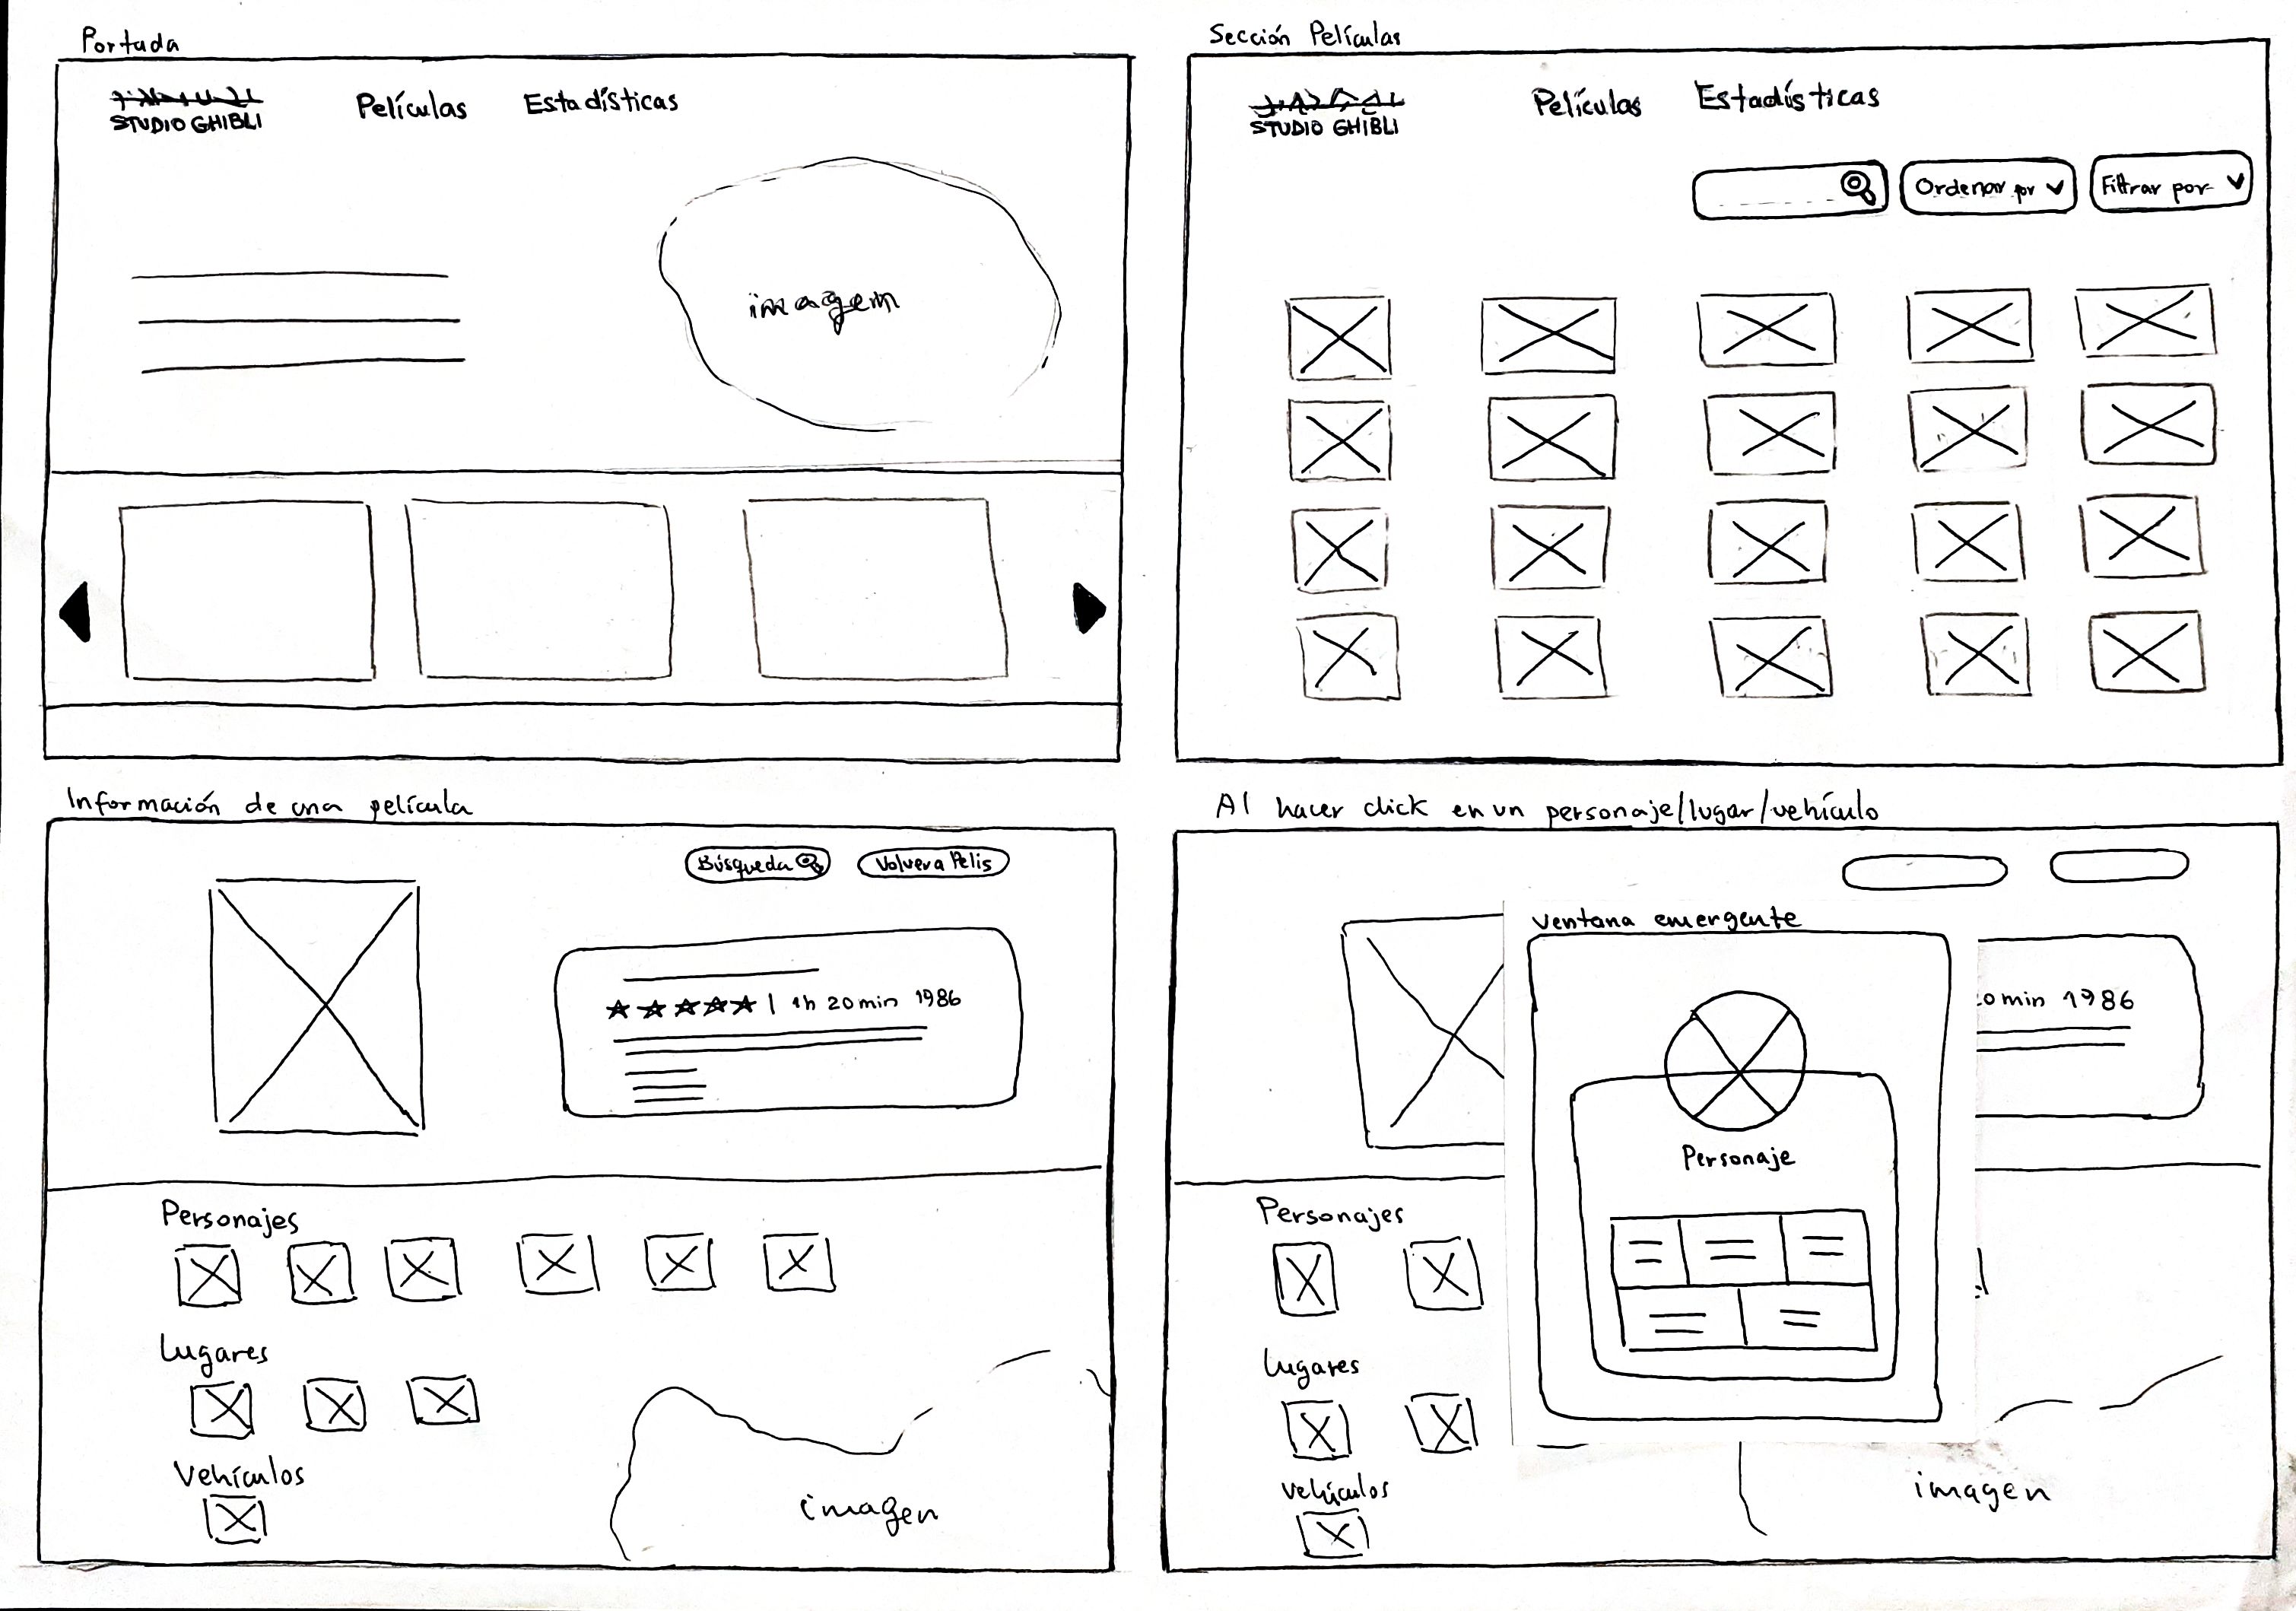 Portada
STUDIO GHIBLI
Películas
Estadísticas
imagen
Sección Películas
STUDIO GHIBLI
Películas
Estadísticas
Ordenar por
Filtrar por
Información de una película
Búsqueda
Volver a Pelis
| 1h 20min 1986
Personajes
Lugares
Vehículos
imagen
Al hacer click en un personaje/lugar/vehículo
Ventana emergente
Personaje
0min 1986
Personajes
Lugares
Vehículos
imagen